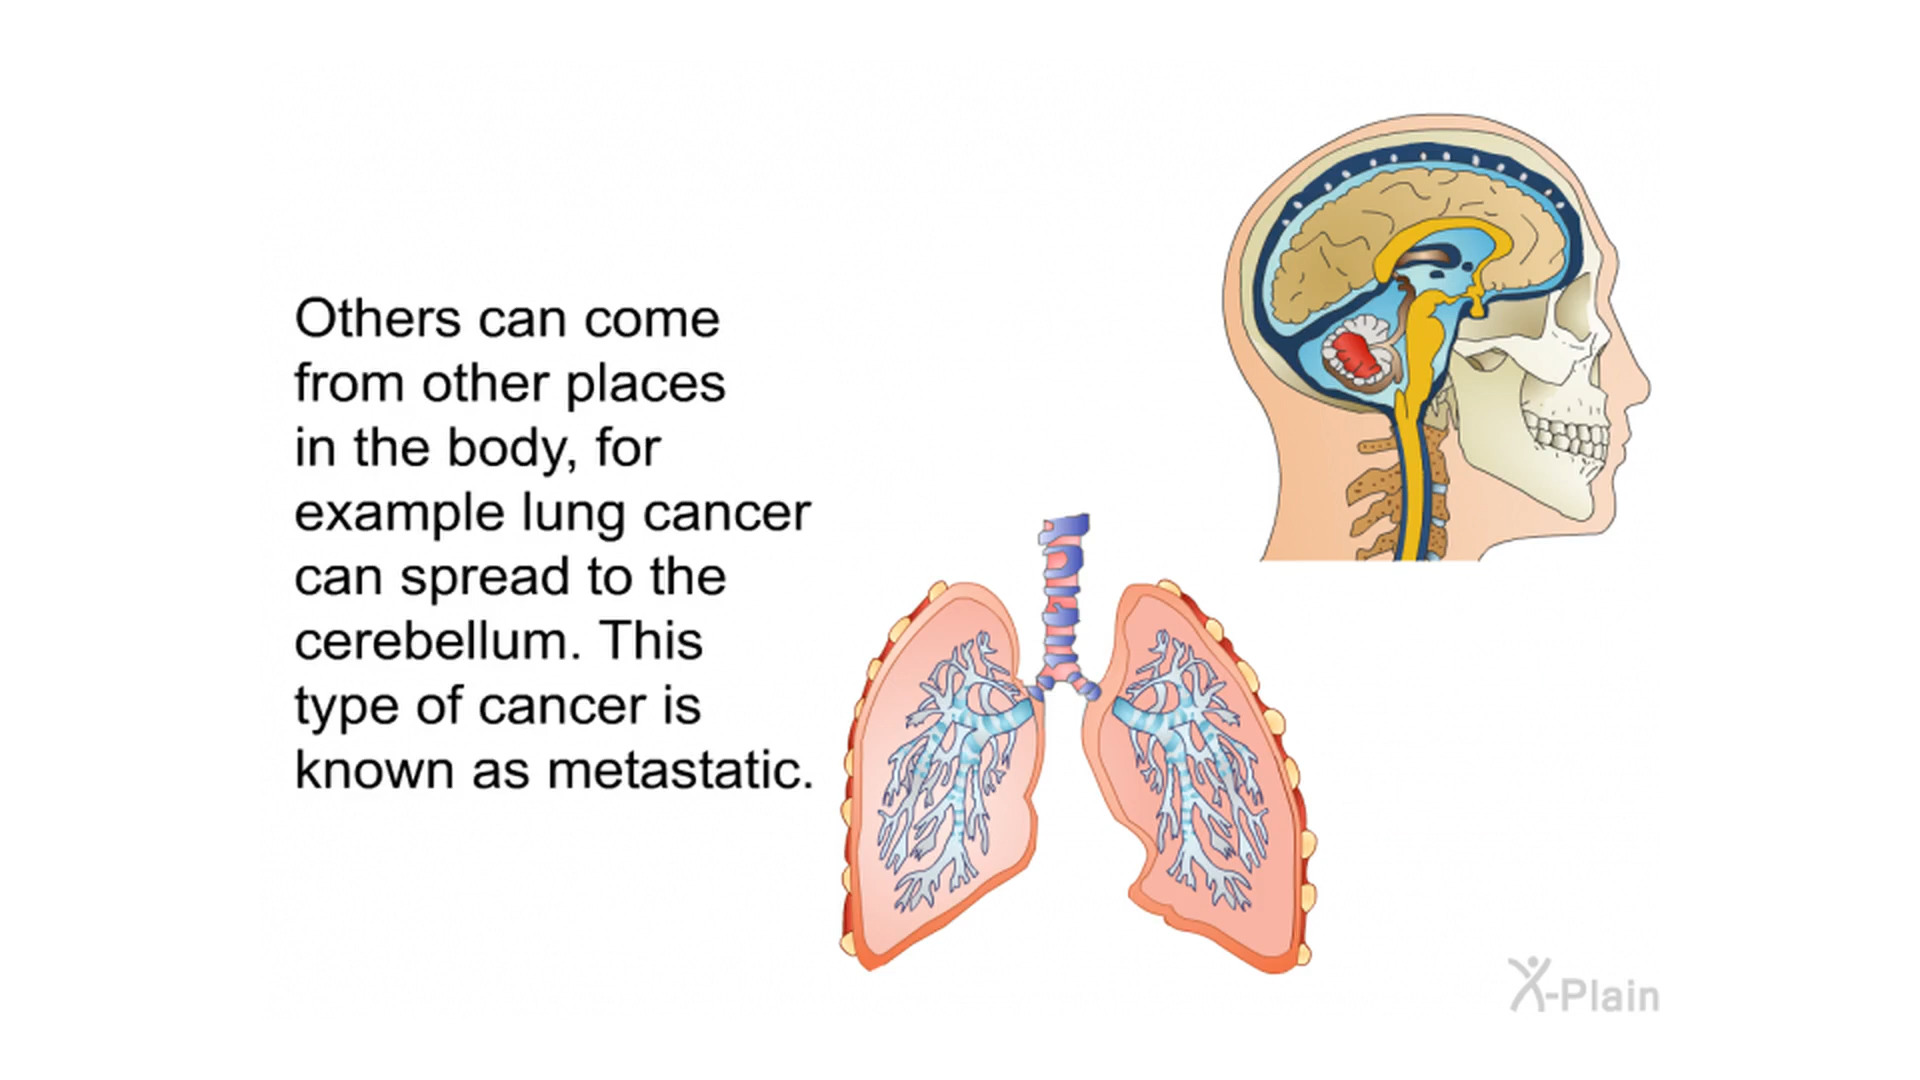 Others can come
from other places
in the body, for
example lung cancer
can spread to the
cerebellum. This
type of cancer is
known as metastatic.
X-Plain